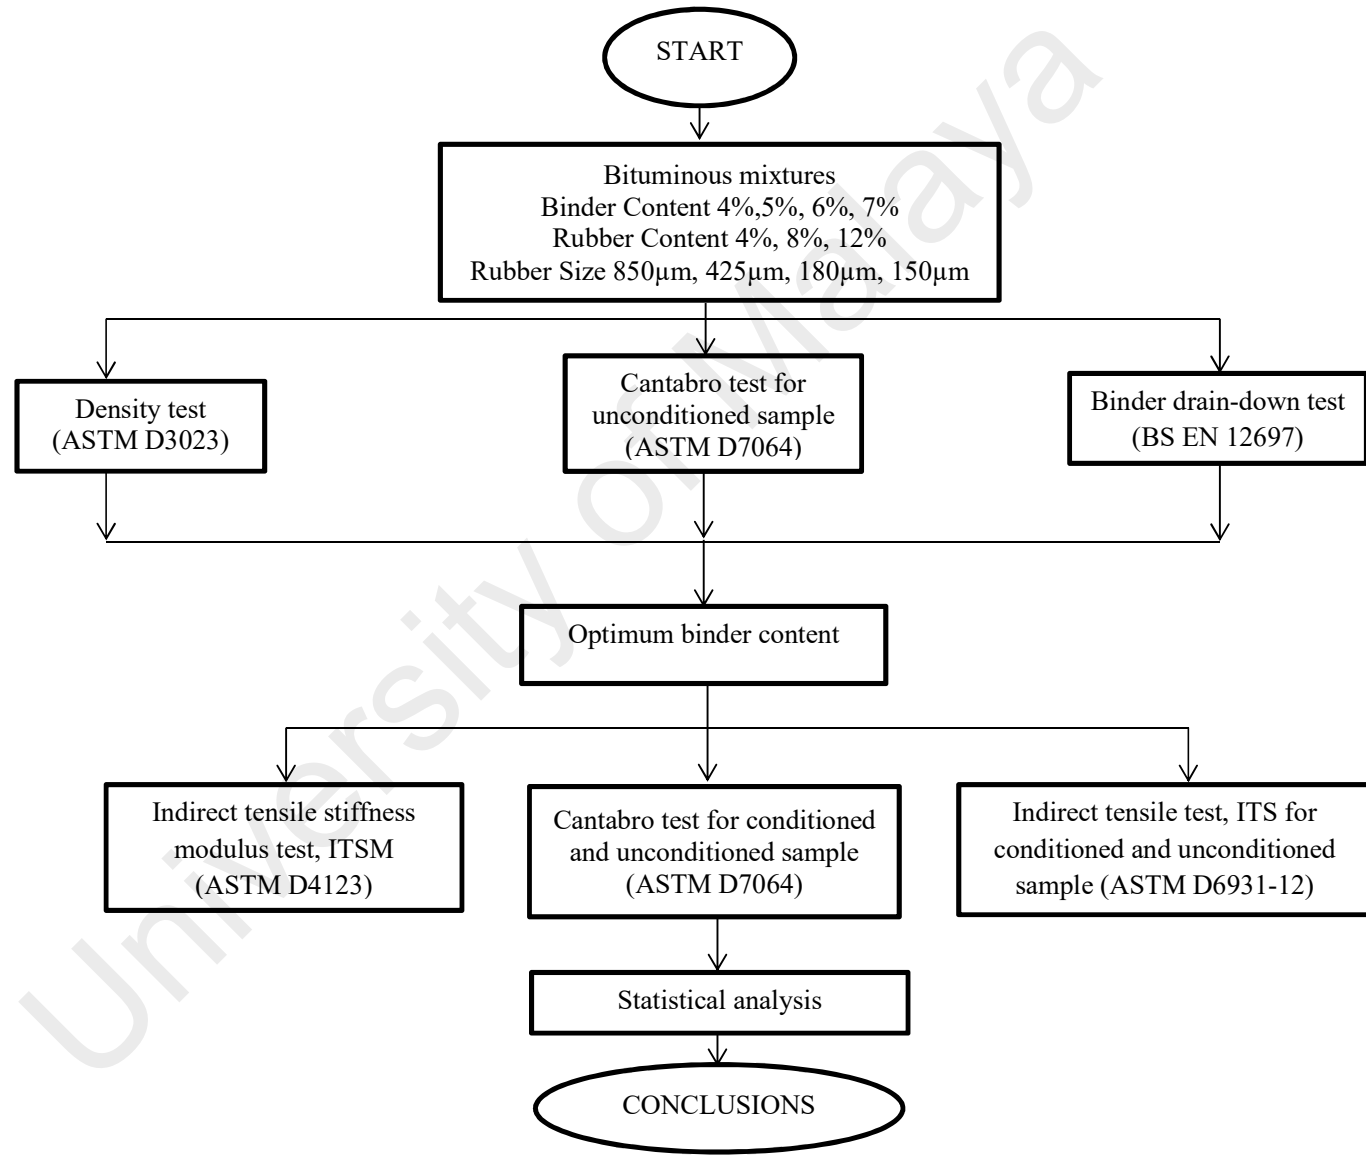 START
Bituminous mixtures
Binder Content 4%,5%, 6%, 7%
Rubber Content 4%, 8%, 12%
Rubber Size 850µm, 425µm, 180µm, 150µm
Density test
(ASTM D3023)
Cantabro test for
unconditioned sample
(ASTM D7064)
Binder drain-down test
(BS EN 12697)
Optimum binder content
Indirect tensile stiffness
modulus test, ITSM
(ASTM D4123)
Cantabro test for conditioned
and unconditioned sample
(ASTM D7064)
Indirect tensile test, ITS for
conditioned and unconditioned
sample (ASTM D6931-12)
Statistical analysis
CONCLUSIONS
University of Malaya